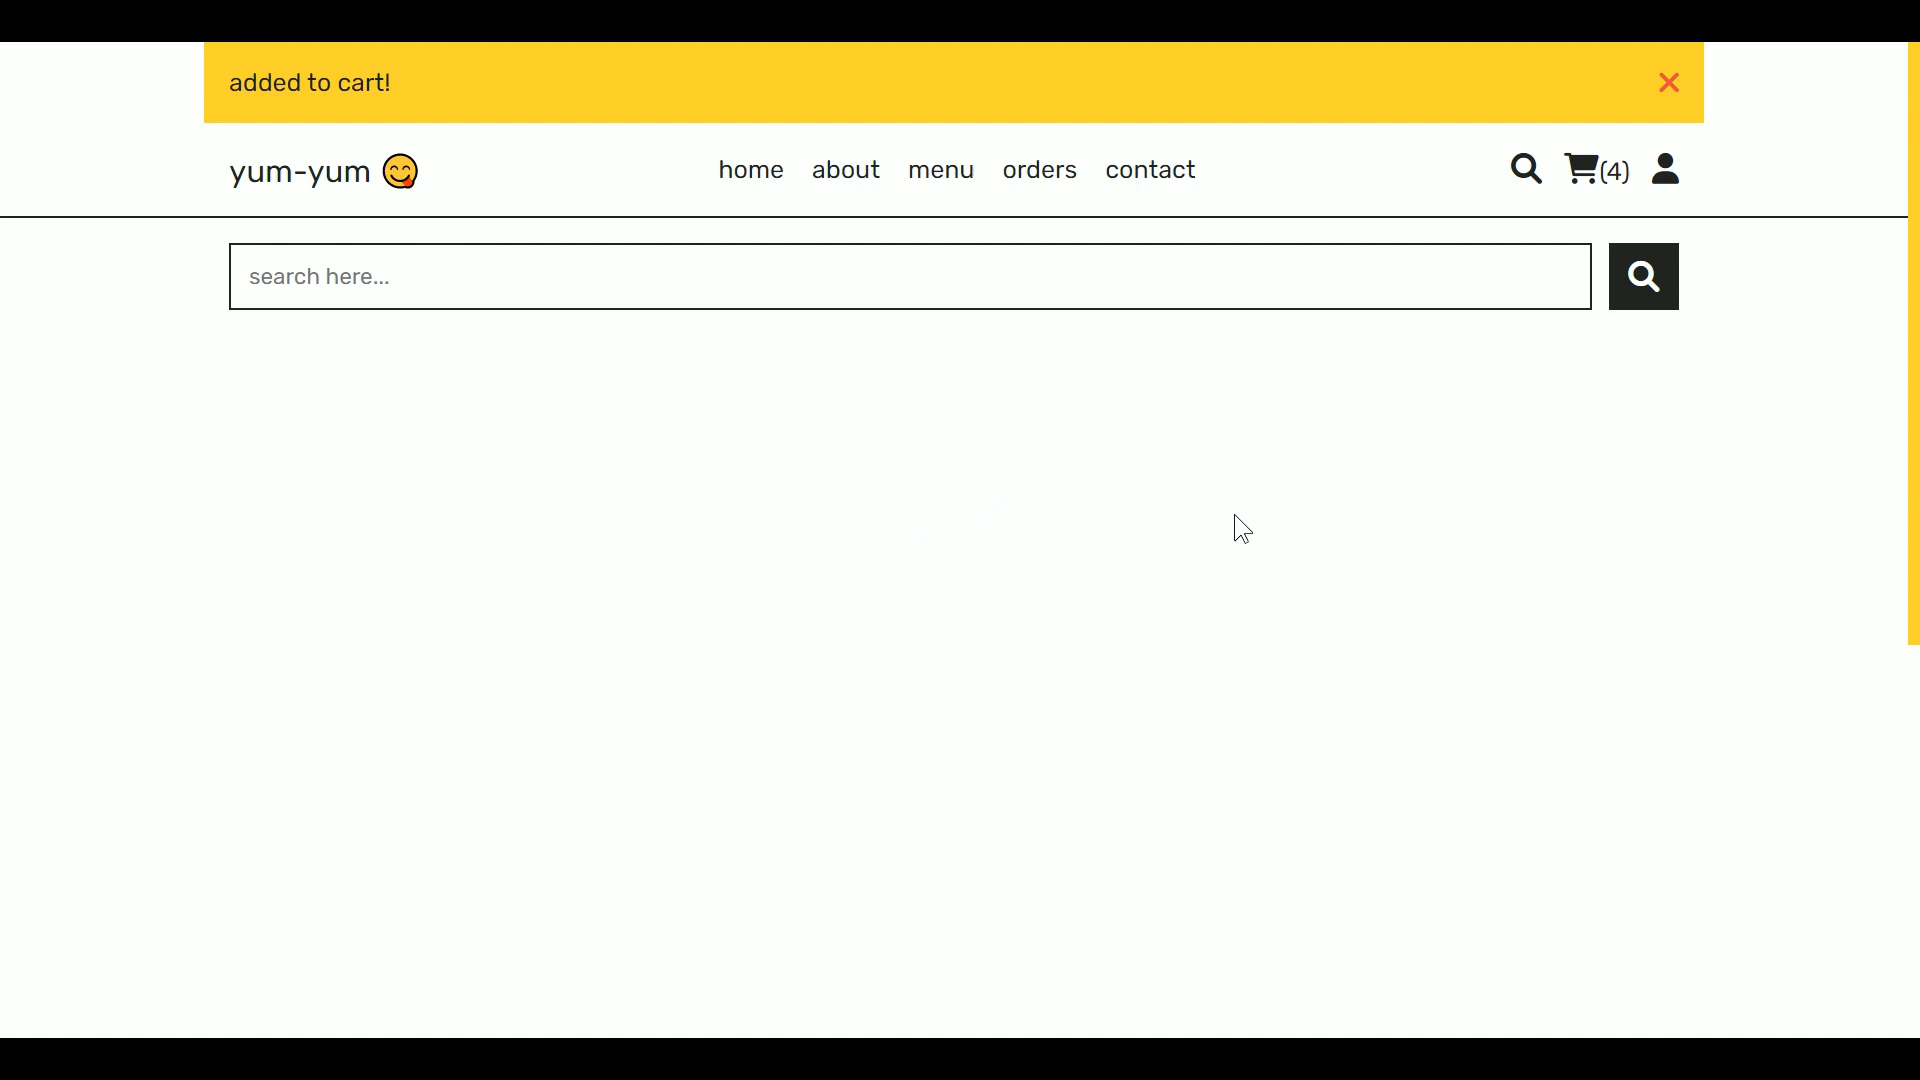 added to cart!
yum-yum 😋
home about menu orders contact (4)
search here...